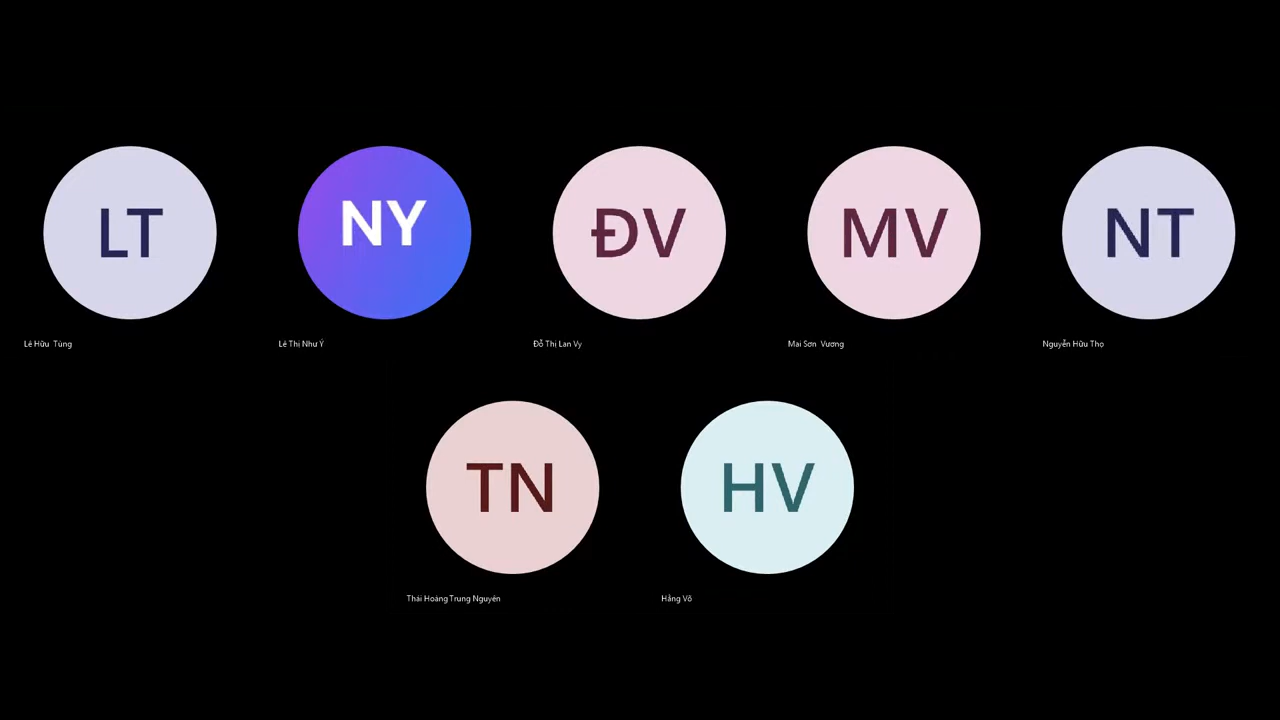 LT
NY
ĐV
MV
NT
Lê Hữu Tùng
Lê Thị Như Ý
Đỗ Thị Lan Vy
Mai Sơn Vương
Nguyễn Hữu Thọ
TN
HV
Thái Hoàng Trung Nguyên
Hằng Võ